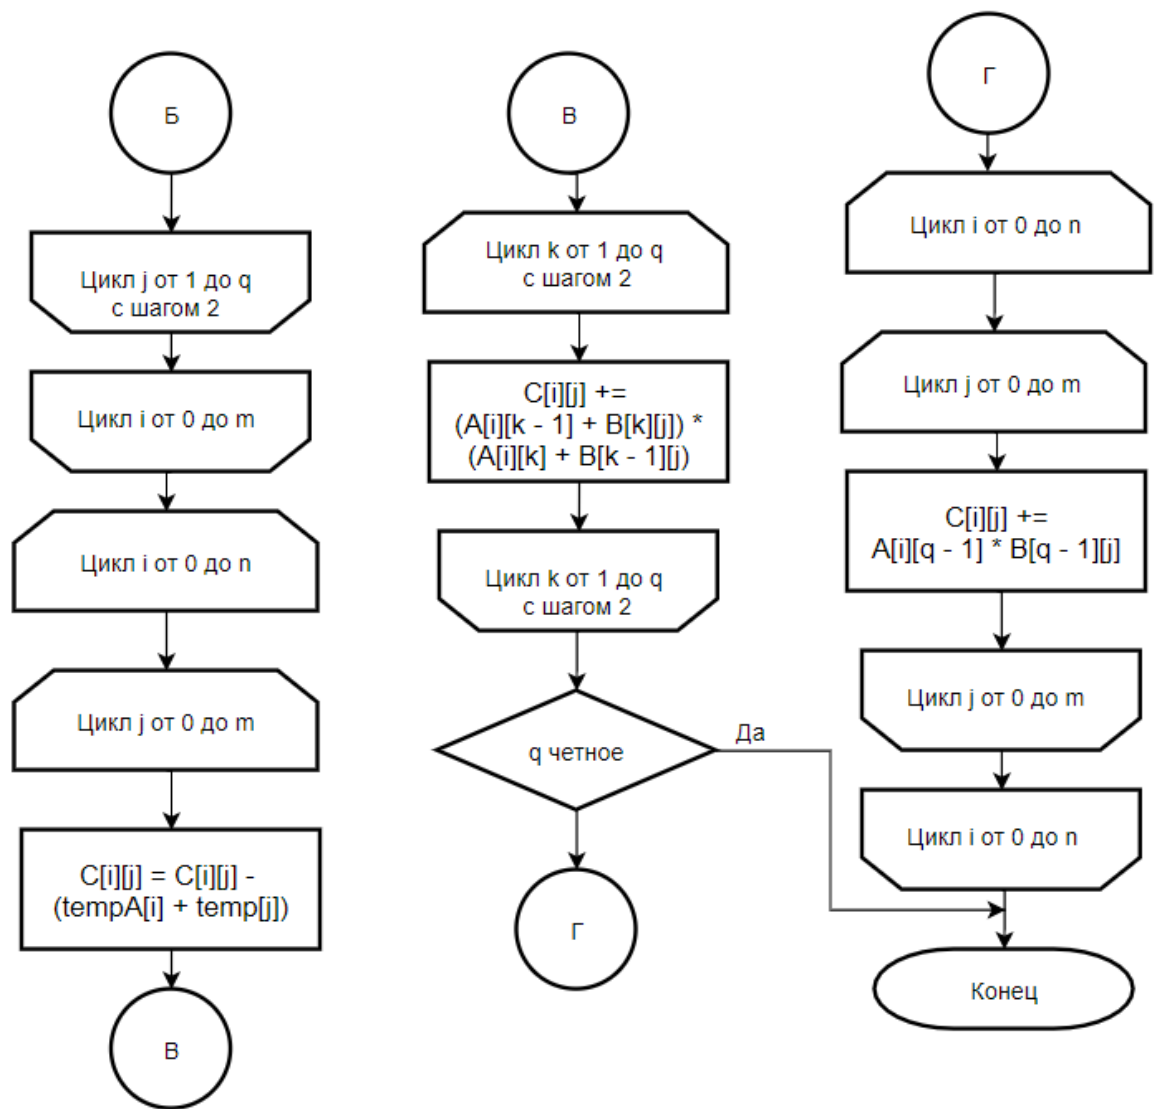 Б
Цикл j от 1 до q
с шагом 2
Цикл i от 0 до m
Цикл i от 0 до n
Цикл j от 0 до m
C[i][j] = C[i][j] -
(tempA[i] + temp[j])
В
В
Цикл k от 1 до q
с шагом 2
C[i][j] +=
(A[i][k - 1] + B[k][j]) *
(A[i][k] + B[k - 1][j)
Цикл k от 1 до q
с шагом 2
q четное
Да
Г
Г
Цикл i от 0 до n
Цикл j от 0 до m
C[i][j] +=
A[i][q - 1] * B[q - 1][j]
Цикл j от 0 до m
Цикл i от 0 до n
Конец